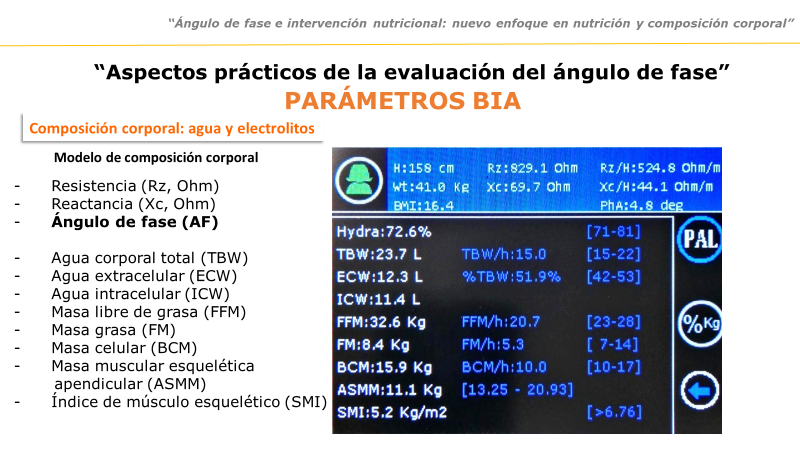 “Ángulo de fase e intervención nutricional: nuevo enfoque en nutrición y composición corporal”
“Aspectos prácticos de la evaluación del ángulo de fase”
PARÁMETROS BIA
Composición corporal: agua y electrolitos
Modelo de composición corporal
- Resistencia (Rz, Ohm)
- Reactancia (Xc, Ohm)
- Ángulo de fase (AF)
- Agua corporal total (TBW)
- Agua extracelular (ECW)
- Agua intracelular (ICW)
- Masa libre de grasa (FFM)
- Masa grasa (FM)
- Masa celular (BCM)
- Masa muscular esquelética
apendicular (ASMM)
- Índice de músculo esquelético (SMI)
H:158 cm Rz:829.1 Ohm Rz/H:524.8 Ohm/m
Wt:41.0 Kg Xc:69.7 Ohm Xc/H:44.1 Ohm/m
BMI:16.4 PhA:4.8 deg
Hydra:72.6% [71-81]
TBW:23.7 L TBW/h:15.0 [15-22]
ECW:12.3 L %TBW:51.9% [42-53]
ICW:11.4 L
FFM:32.6 Kg FFM/h:20.7 [23-28]
FM:8.4 Kg FM/h:5.3 [ 7-14]
BCM:15.9 Kg BCM/h:10.0 [10-17]
ASMM:11.1 Kg [13.25 - 20.93]
SMI:5.2 Kg/m2 [>6.76]
PAL
%Kg